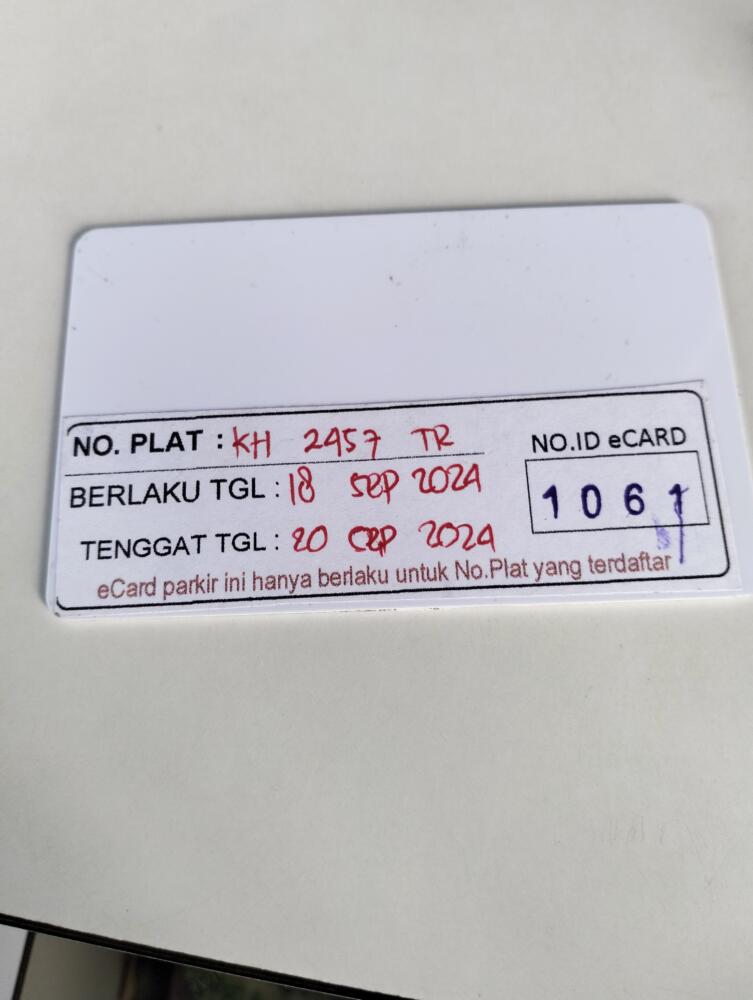 NO. PLAT : KH 2457 TR
BERLAKU TGL : 18 SEP 2024
TENGGAT TGL : 20 SEP 2024
NO.ID eCARD
1061
eCard parkir ini hanya berlaku untuk No.Plat yang terdaftar